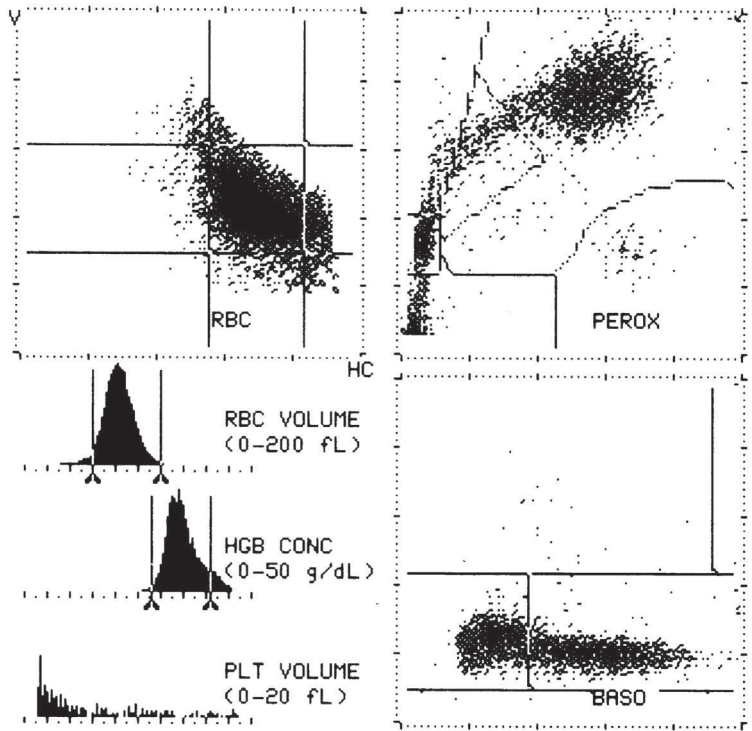 V
RBC
HC
PEROX
RBC VOLUME
(0-200 fL)
HGB CONC
(0-50 g/dL)
PLT VOLUME
(0-20 fL)
BASO